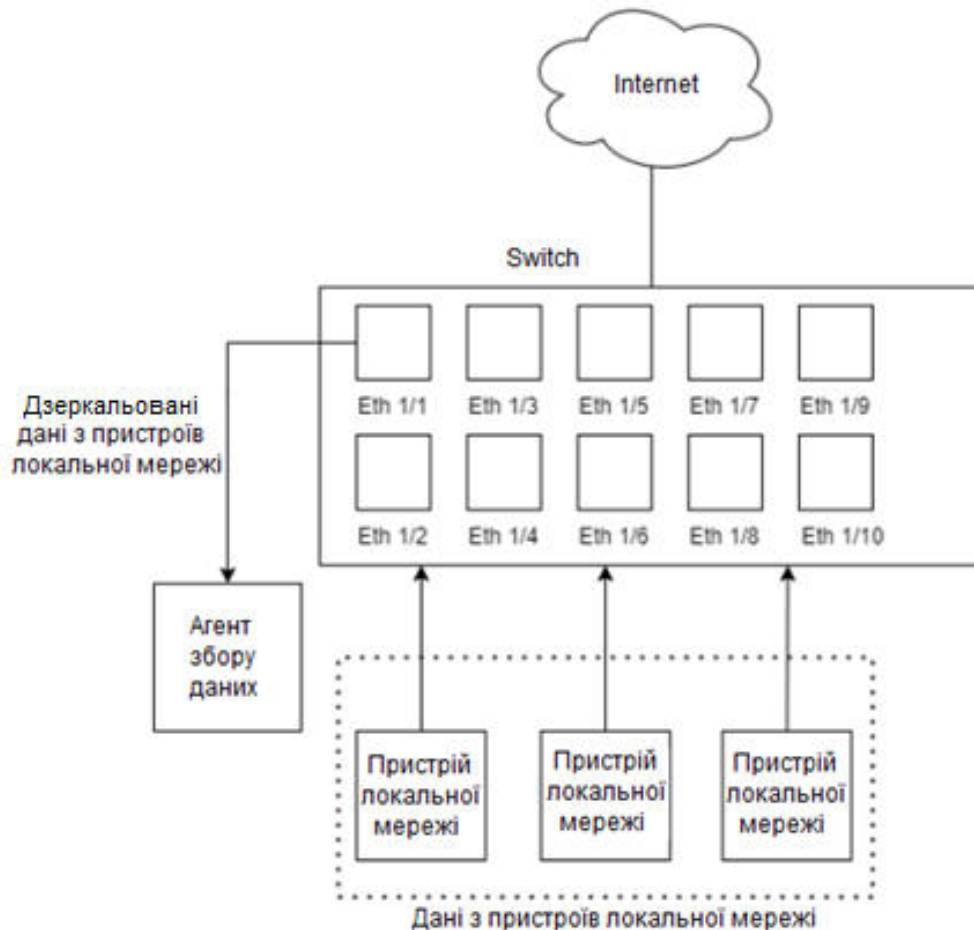 Internet
Switch
Eth 1/1 Eth 1/3 Eth 1/5 Eth 1/7 Eth 1/9
Дзеркальовані
дані з пристроїв
локальної мережі
Eth 1/2 Eth 1/4 Eth 1/6 Eth 1/8 Eth 1/10
Агент
збору
даних
Пристрій
локальної
мережі
Пристрій
локальної
мережі
Пристрій
локальної
мережі
Дані з пристроїв локальної мережі